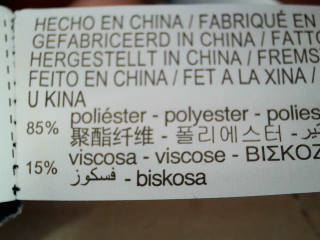 HECHO EN CHINA / FABRIQUÉ EN
GEFABRICEERD IN CHINA / FATTO
HERGESTELLT IN CHINA / FREMS
FEITO EN CHINA / FET A LA XINA /
U KINA
85% poliéster - polyester - polies
聚酯纤维 - 폴리에스터 -
15% viscosa - viscose - ΒΙΣΚΟΖ
فسكوز - biskosa